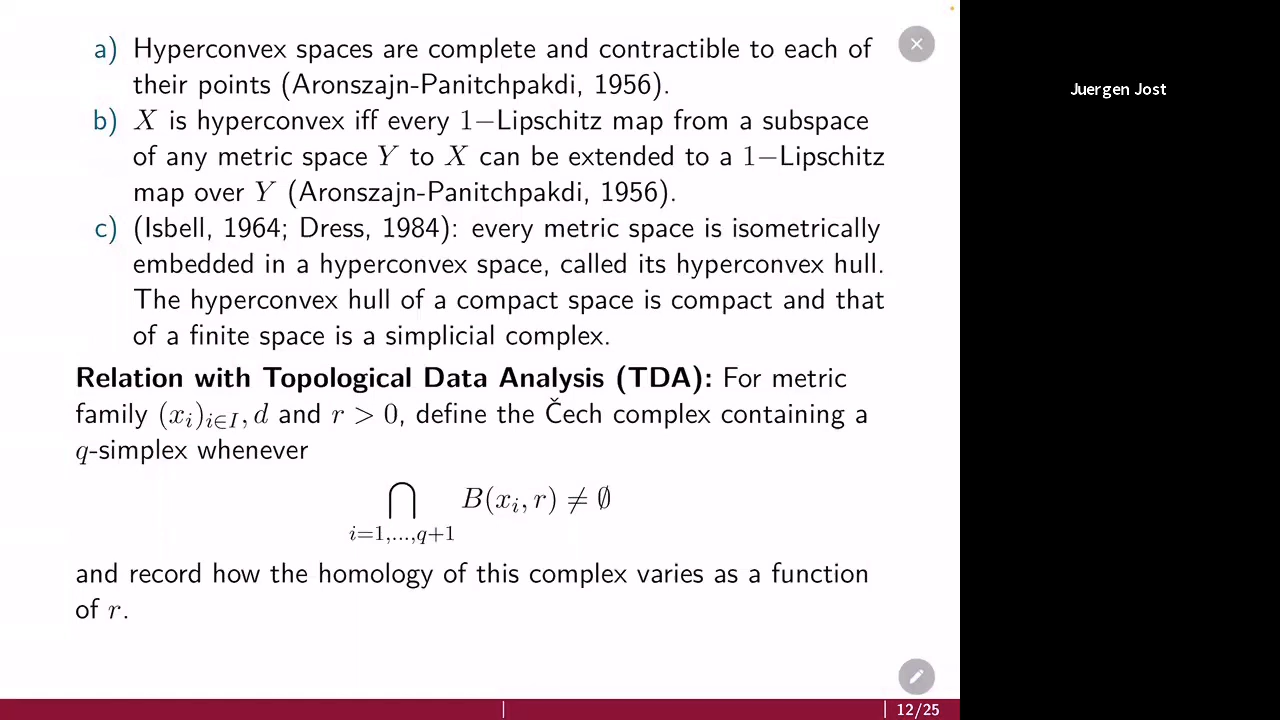 a) Hyperconvex spaces are complete and contractible to each of
their points (Aronszajn-Panitchpakdi, 1956).
b) X is hyperconvex iff every 1−Lipschitz map from a subspace
of any metric space Y to X can be extended to a 1−Lipschitz
map over Y (Aronszajn-Panitchpakdi, 1956).
c) (Isbell, 1964; Dress, 1984): every metric space is isometrically
embedded in a hyperconvex space, called its hyperconvex hull.
The hyperconvex hull of a compact space is compact and that
of a finite space is a simplicial complex.
Relation with Topological Data Analysis (TDA): For metric
family (x_i)_{i∈I}, d and r > 0, define the Čech complex containing a
q-simplex whenever
⋂ B(x_i, r) ≠ ∅
i=1,...,q+1
and record how the homology of this complex varies as a function
of r.
12/25
Juergen Jost